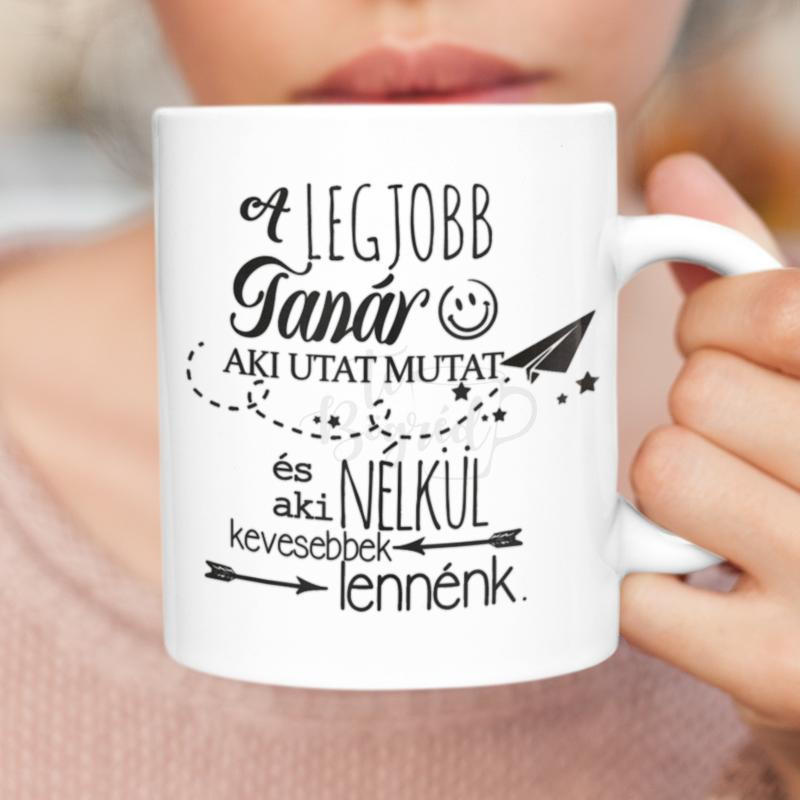 A LEGJOBB
Tanár
AKI UTAT MUTAT
és
aki NÉLKÜL
kevesebbek
lennénk.